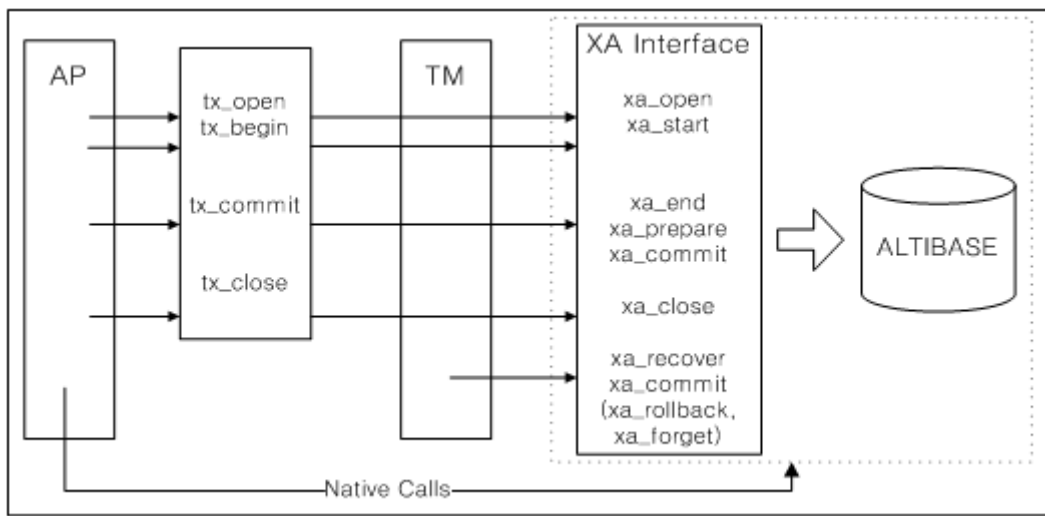 AP
tx_open
tx_begin
tx_commit
tx_close
TM
XA Interface
xa_open
xa_start
xa_end
xa_prepare
xa_commit
xa_close
xa_recover
xa_commit
(xa_rollback,
xa_forget)
ALTIBASE
Native Calls